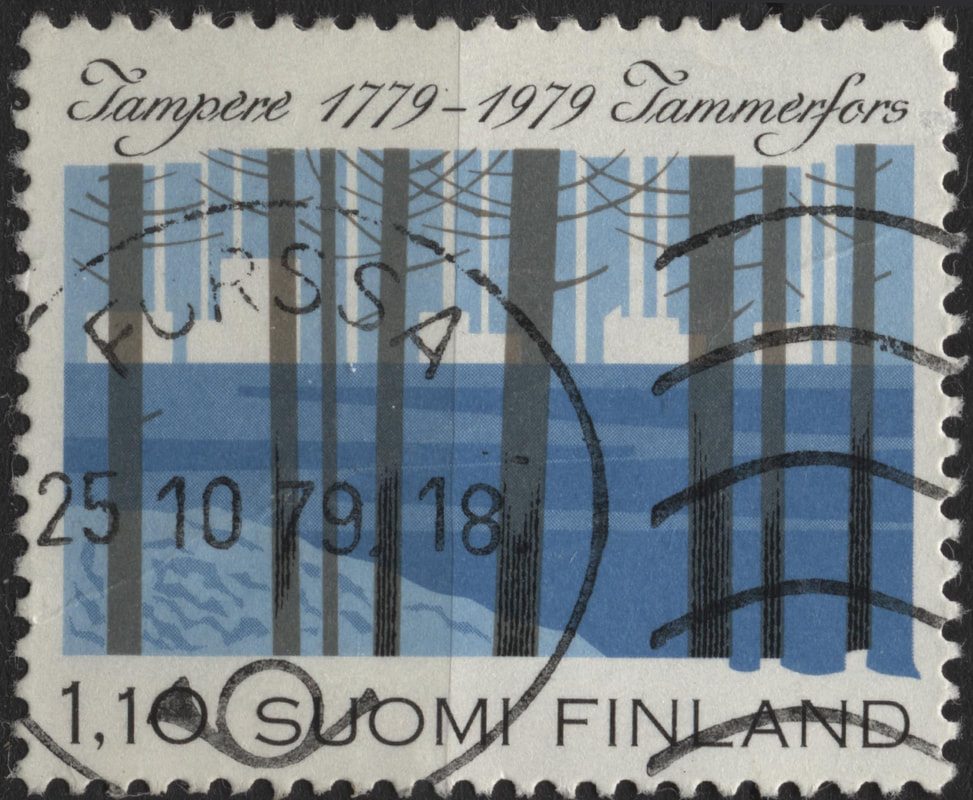 Tampere 1779–1979 Tammerfors
FORSSA
25 10 79. 18
1,10 SUOMI FINLAND